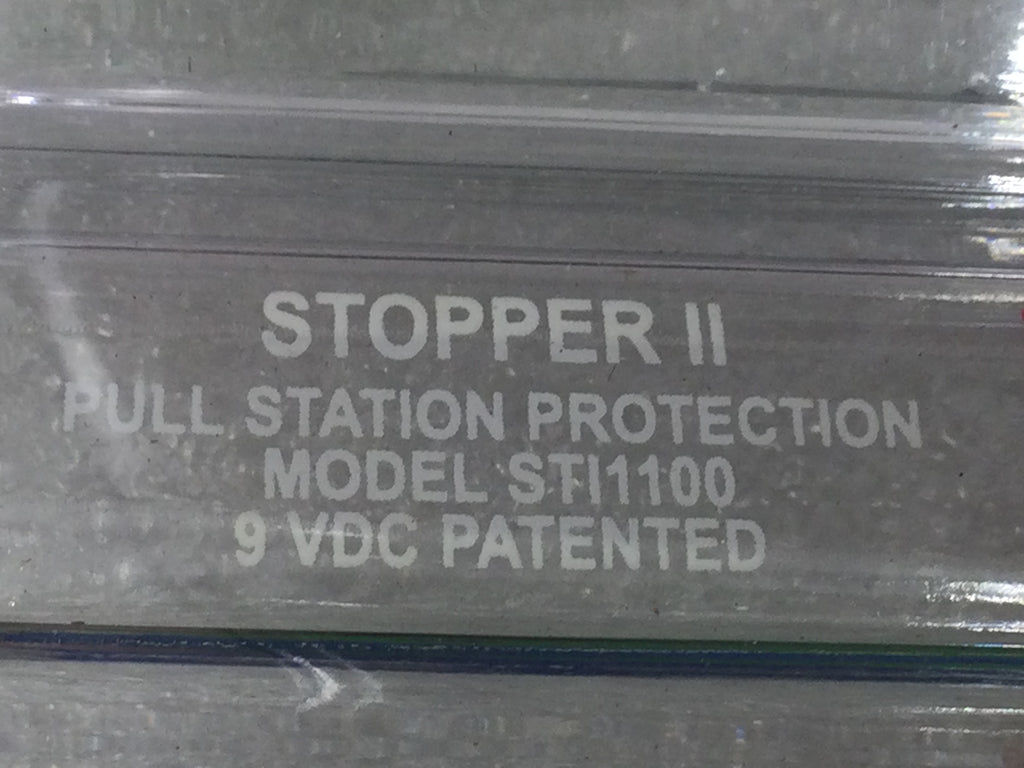 STOPPER II
PULL STATION PROTECTION
MODEL STI1100
9 VDC PATENTED